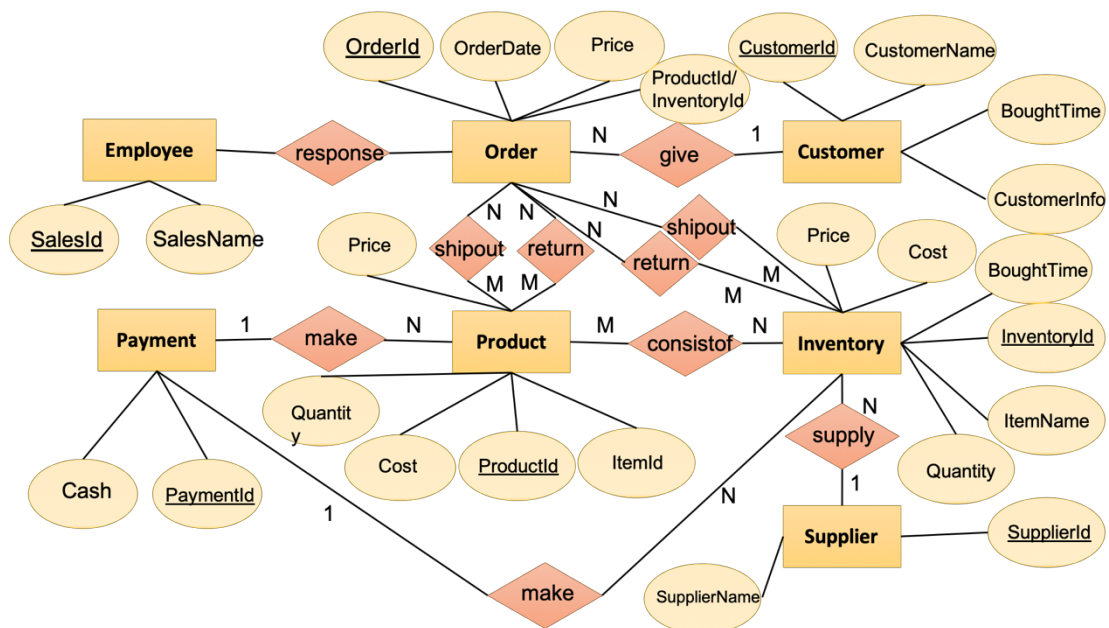 OrderId
OrderDate
Price
CustomerId
CustomerName
ProductId/
InventoryId
BoughtTime
Employee
response
Order
N
give
1
Customer
CustomerInfo
SalesId
SalesName
Price
N
N
N
N
shipout
return
shipout
return
M
M
M
M
Price
Cost
BoughtTime
Payment
1
make
N
Product
M
consistof
N
Inventory
InventoryId
Quantit
y
Cost
ProductId
ItemId
N
supply
1
ItemName
Quantity
Cash
PaymentId
1
make
N
Supplier
SupplierId
SupplierName